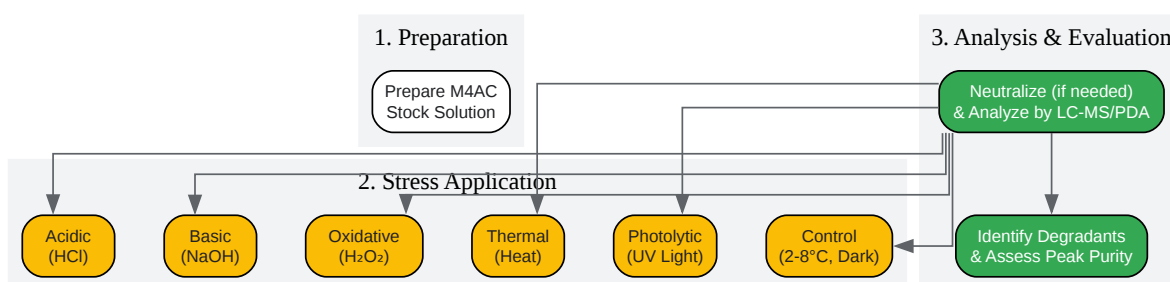 1. Preparation
Prepare M4AC
Stock Solution
3. Analysis & Evaluation
Neutralize (if needed)
& Analyze by LC-MS/PDA
2. Stress Application
Acidic
(HCl)
Basic
(NaOH)
Oxidative
(H₂O₂)
Thermal
(Heat)
Photolytic
(UV Light)
Control
(2-8°C, Dark)
Identify Degradants
& Assess Peak Purity